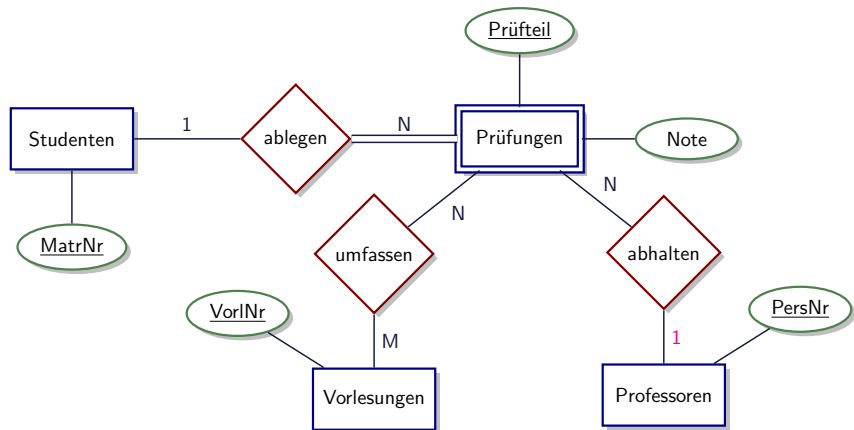 Prüfteil
Studenten
1
ablegen
N
Prüfungen
Note
N
N
MatrNr
umfassen
abhalten
VorlNr
M
1
PersNr
Vorlesungen
Professoren